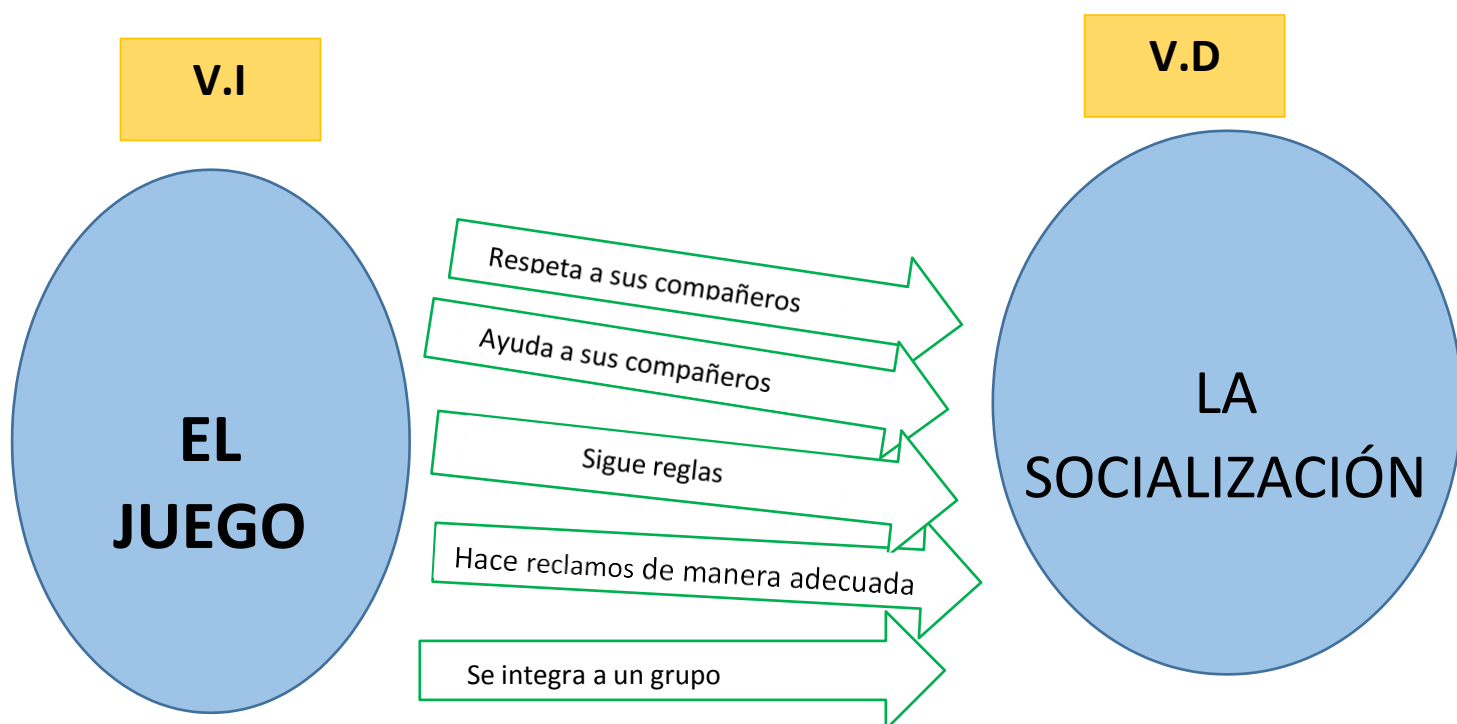 V.I
V.D
Respeta a sus compañeros
Ayuda a sus compañeros
Sigue reglas
Hace reclamos de manera adecuada
Se integra a un grupo
EL
JUEGO
LA
SOCIALIZACIÓN